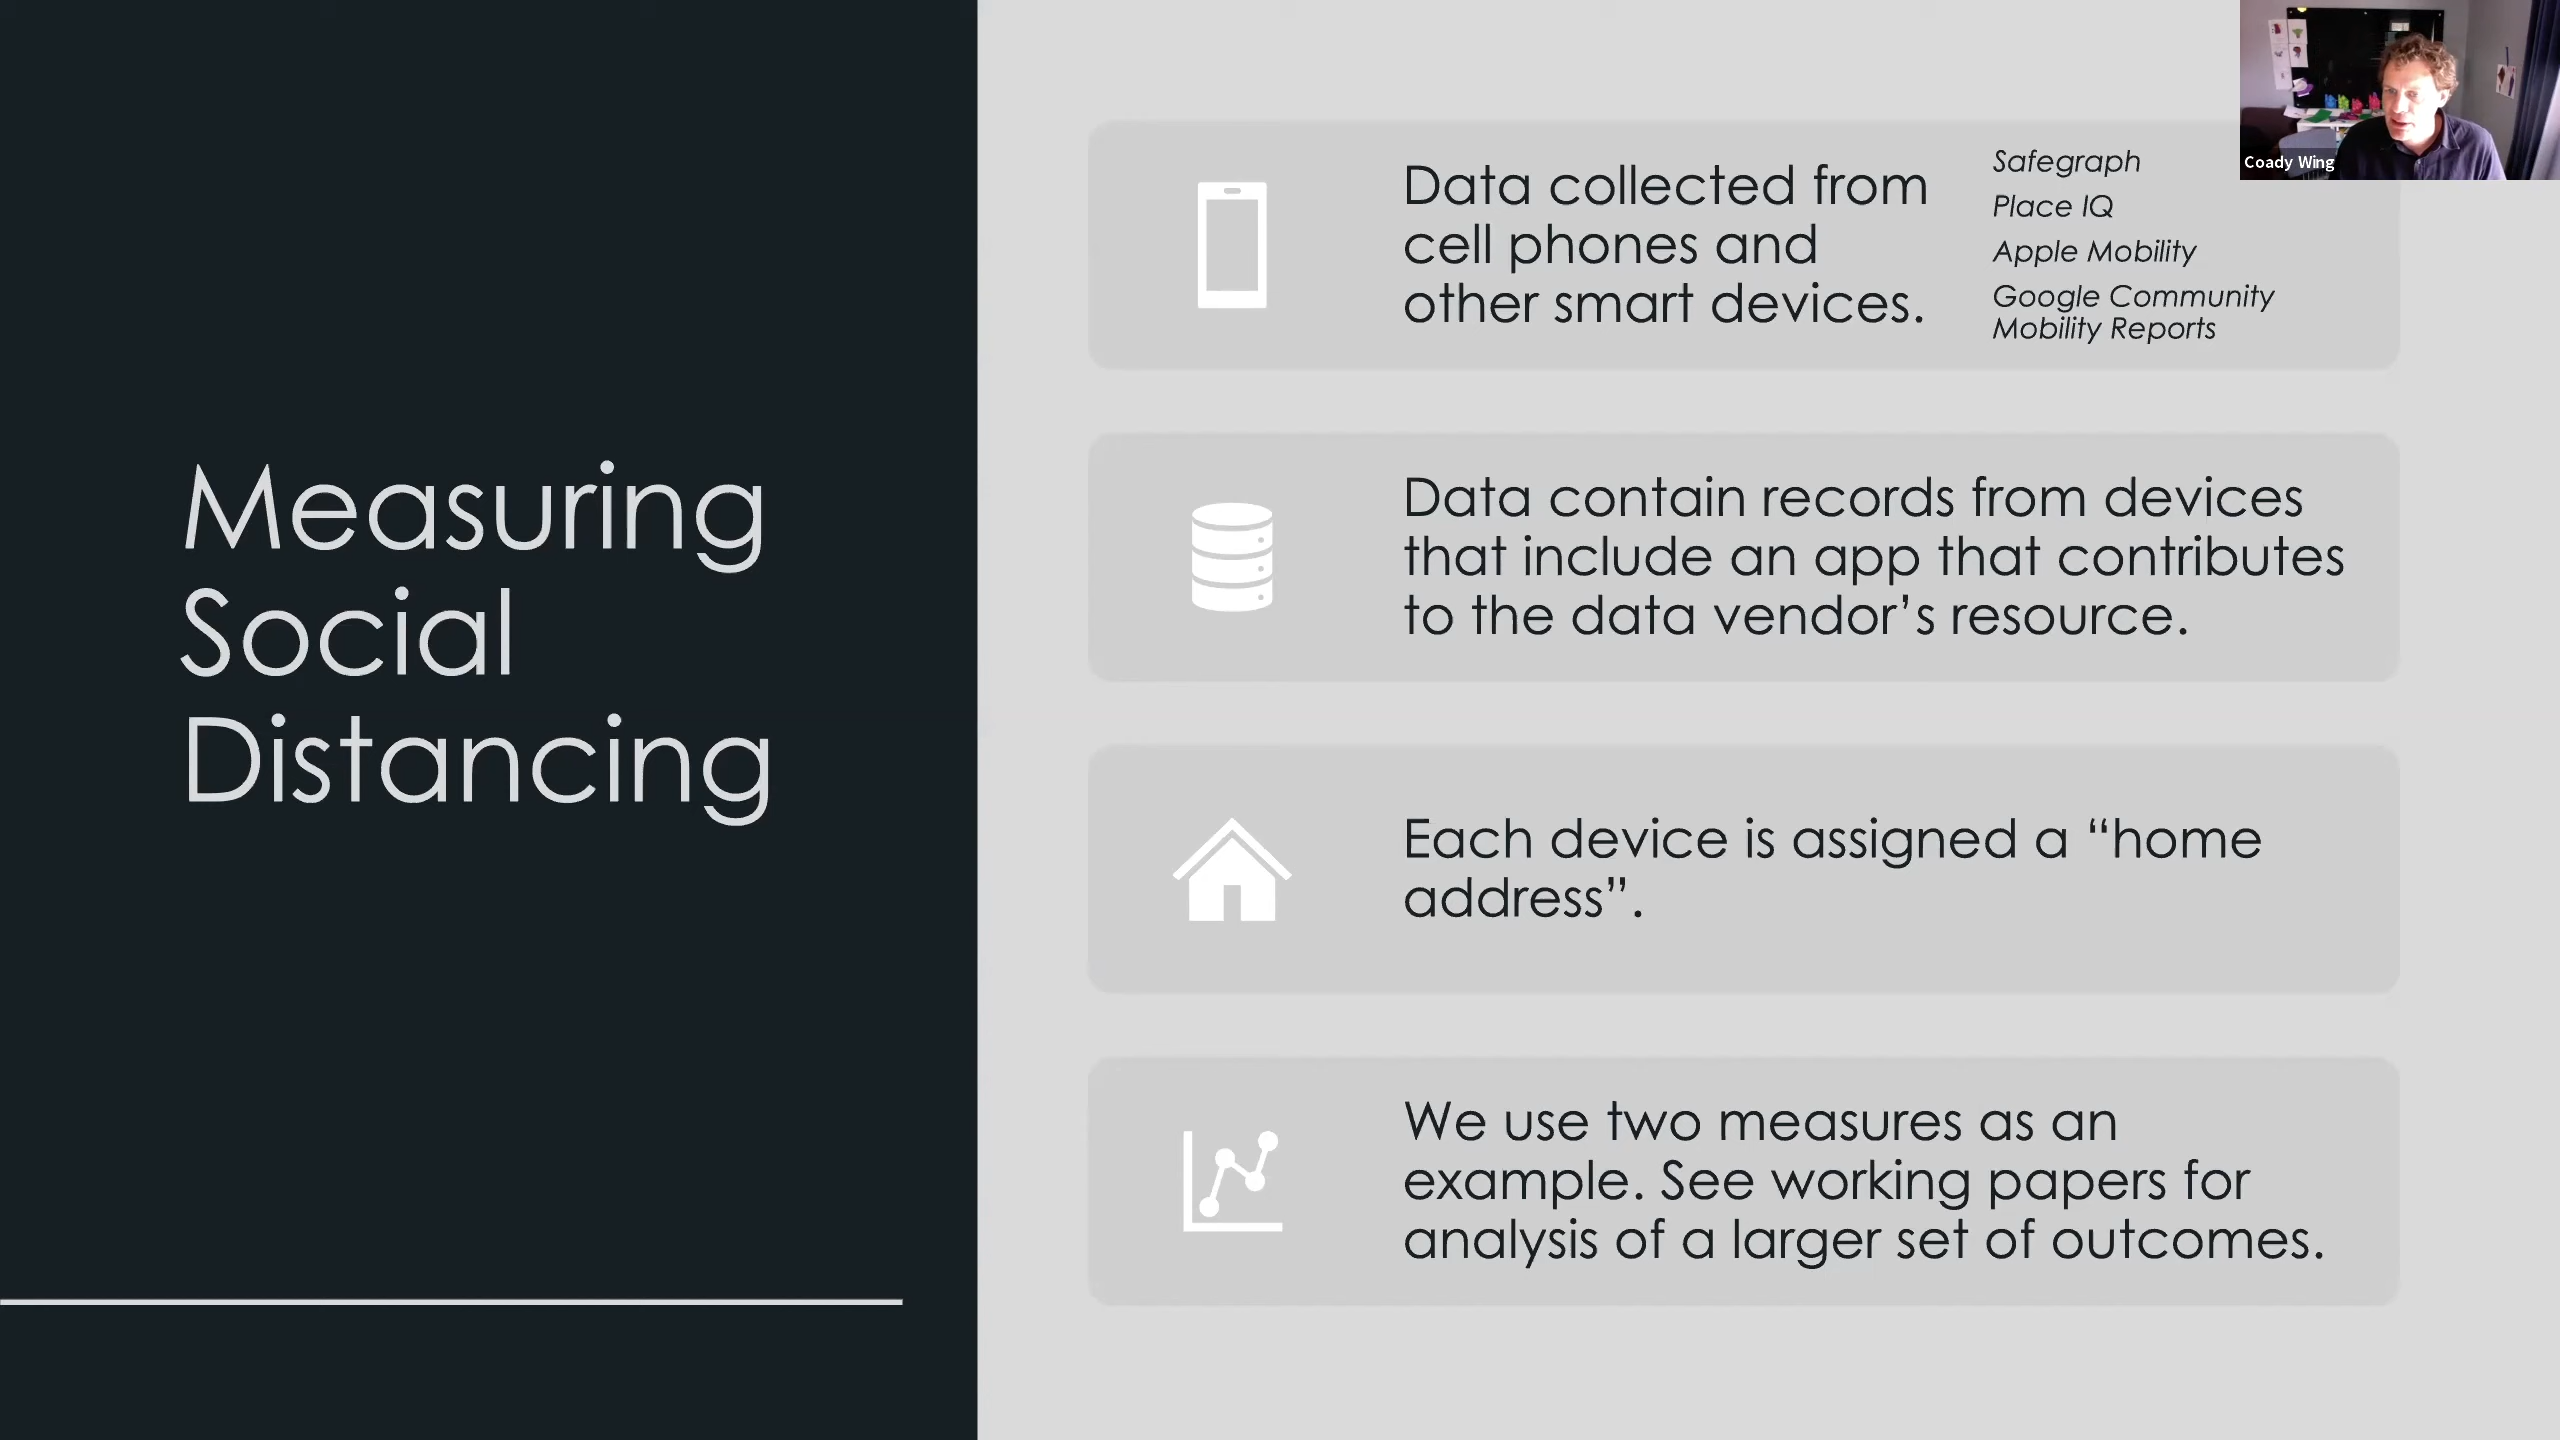 Measuring
Social
Distancing
Data collected from
cell phones and
other smart devices.
Safegraph
Place IQ
Apple Mobility
Google Community
Mobility Reports
Data contain records from devices
that include an app that contributes
to the data vendor’s resource.
Each device is assigned a “home
address”.
We use two measures as an
example. See working papers for
analysis of a larger set of outcomes.
Coady Wing